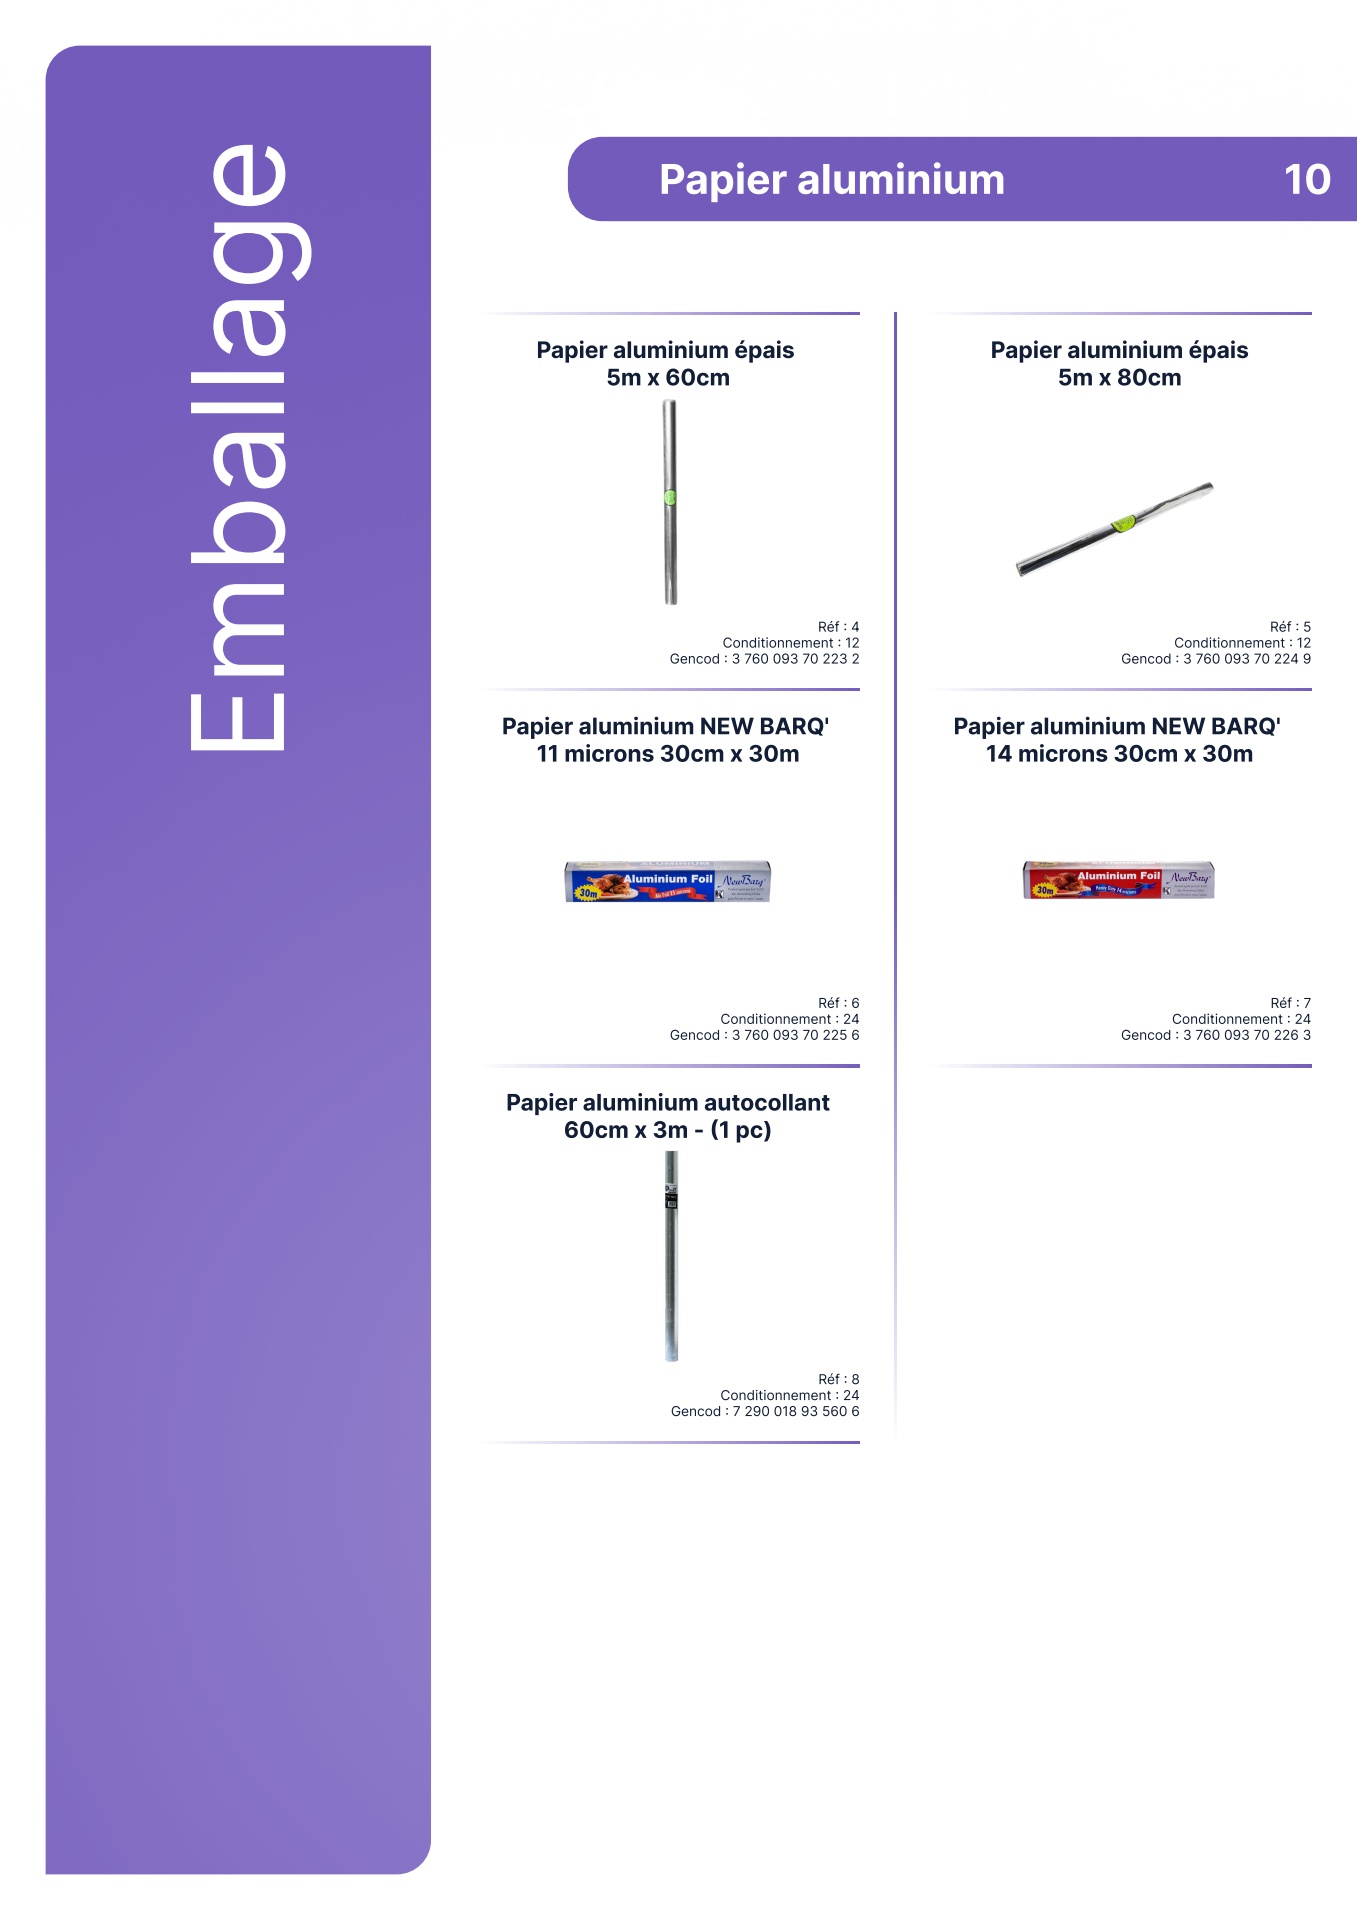 Emballage
Papier aluminium 10
Papier aluminium épais
5m x 60cm
Réf : 4
Conditionnement : 12
Gencod : 3 760 093 70 223 2
Papier aluminium épais
5m x 80cm
Réf : 5
Conditionnement : 12
Gencod : 3 760 093 70 224 9
Papier aluminium NEW BARQ'
11 microns 30cm x 30m
Aluminium Foil
NewBarq'
30m
Réf : 6
Conditionnement : 24
Gencod : 3 760 093 70 225 6
Papier aluminium NEW BARQ'
14 microns 30cm x 30m
Aluminium Foil
NewBarq'
30m
Réf : 7
Conditionnement : 24
Gencod : 3 760 093 70 226 3
Papier aluminium autocollant
60cm x 3m - (1 pc)
Réf : 8
Conditionnement : 24
Gencod : 7 290 018 93 560 6